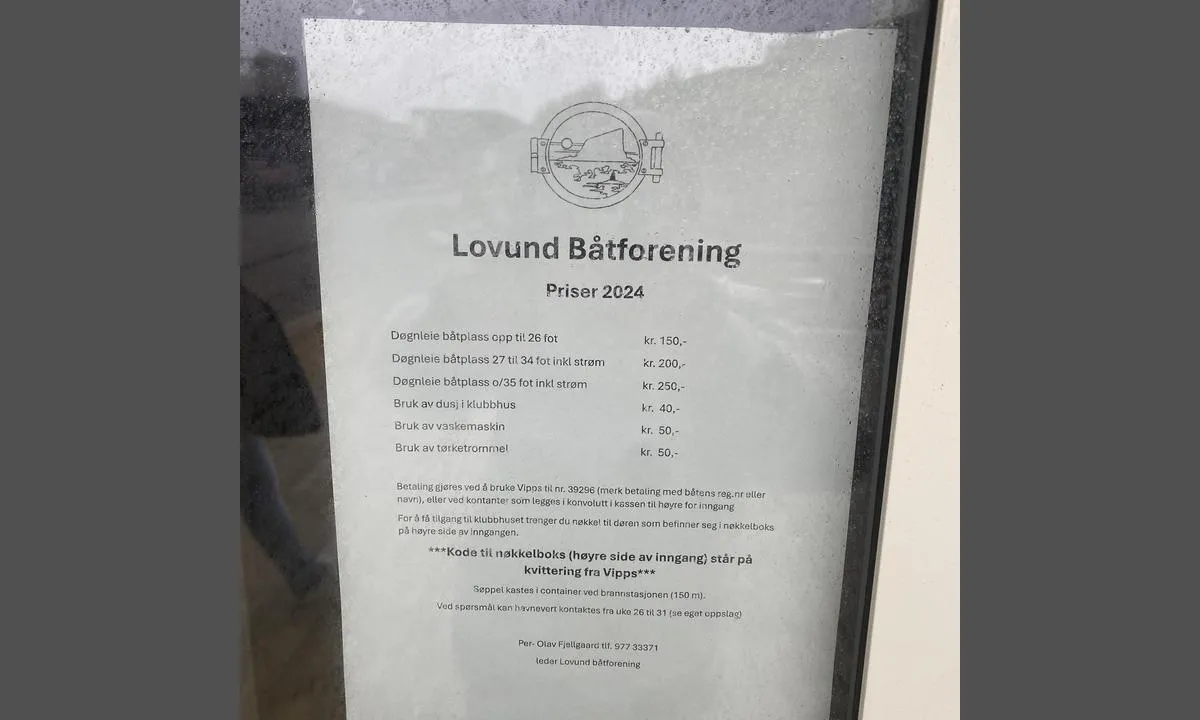 Lovund Båtforening
Priser 2024
Døgnleie båtplass opp til 26 fot kr. 150,-
Døgnleie båtplass 27 til 34 fot inkl strøm kr. 200,-
Døgnleie båtplass o/35 fot inkl strøm kr. 250,-
Bruk av dusj i klubbhus kr. 40,-
Bruk av vaskemaskin kr. 50,-
Bruk av tørketrommel kr. 50,-
Betaling gjøres ved å bruke Vipps til nr. 39296 (merk betaling med båtens reg.nr eller
navn), eller ved kontanter som legges i konvolutt i kassen til høyre for inngang
For å få tilgang til klubbhuset trenger du nøkkel til døren som befinner seg i nøkkelboks
på høyre side av inngangen.
***Kode til nøkkelboks (høyre side av inngang) står på
kvittering fra Vipps***
Søppel kastes i container ved brannstasjonen (150 m).
Ved spørsmål kan havnevert kontaktes fra uke 26 til 31 (se eget oppslag)
Per- Olav Fjellgaard tlf. 977 33371
leder Lovund båtforening